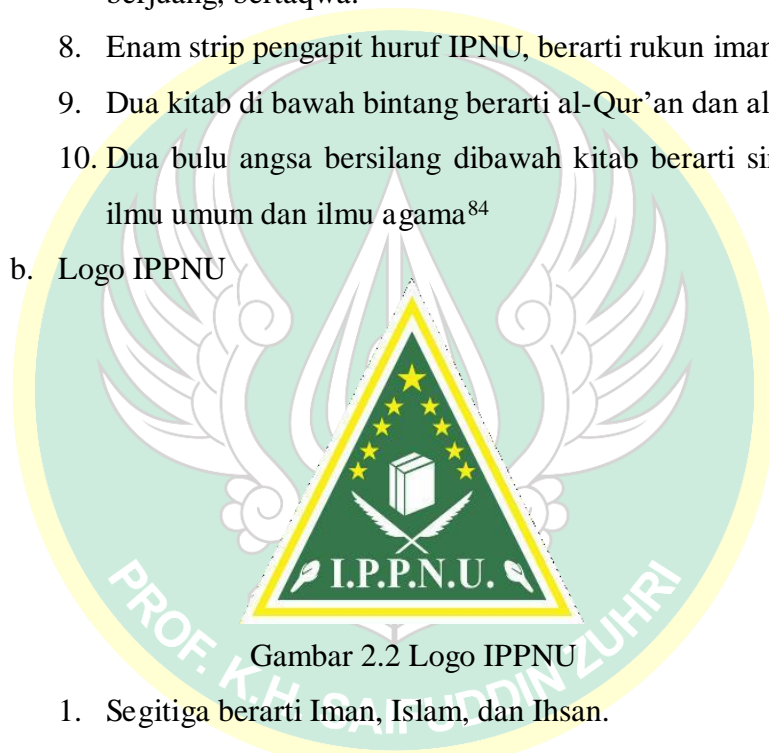 berjuang, bertaqwa.
8. Enam strip pengapit huruf IPNU, berarti rukun iman
9. Dua kitab di bawah bintang berarti al-Qur’an dan al
10. Dua bulu angsa bersilang dibawah kitab berarti
ilmu umum dan ilmu agama84
b. Logo IPPNU
I.P.P.N.U.
Gambar 2.2 Logo IPPNU
PROF. K.H. SAIFUDDIN ZUHRI
1. Segitiga berarti Iman, Islam, dan Ihsan.